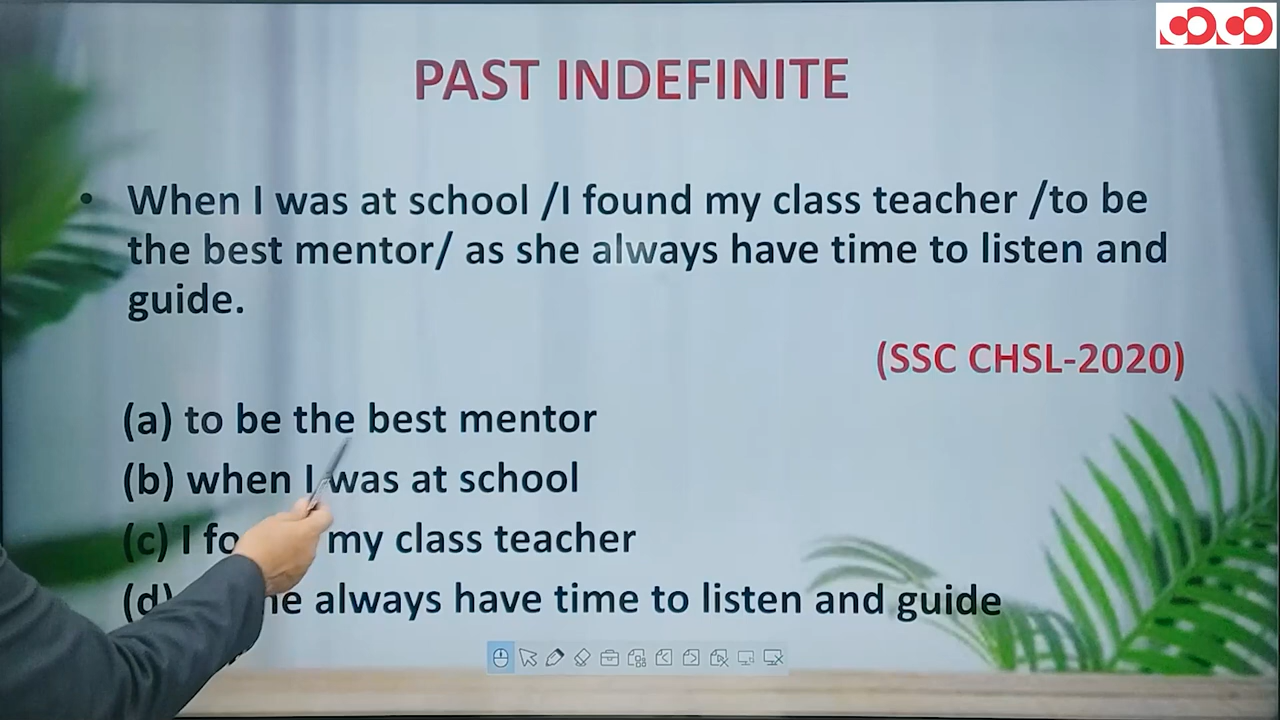 PAST INDEFINITE
• When I was at school /I found my class teacher /to be
the best mentor/ as she always have time to listen and
guide.
(SSC CHSL-2020)
(a) to be the best mentor
(b) when I was at school
(c) I my class teacher
(d) always have time to listen and guide